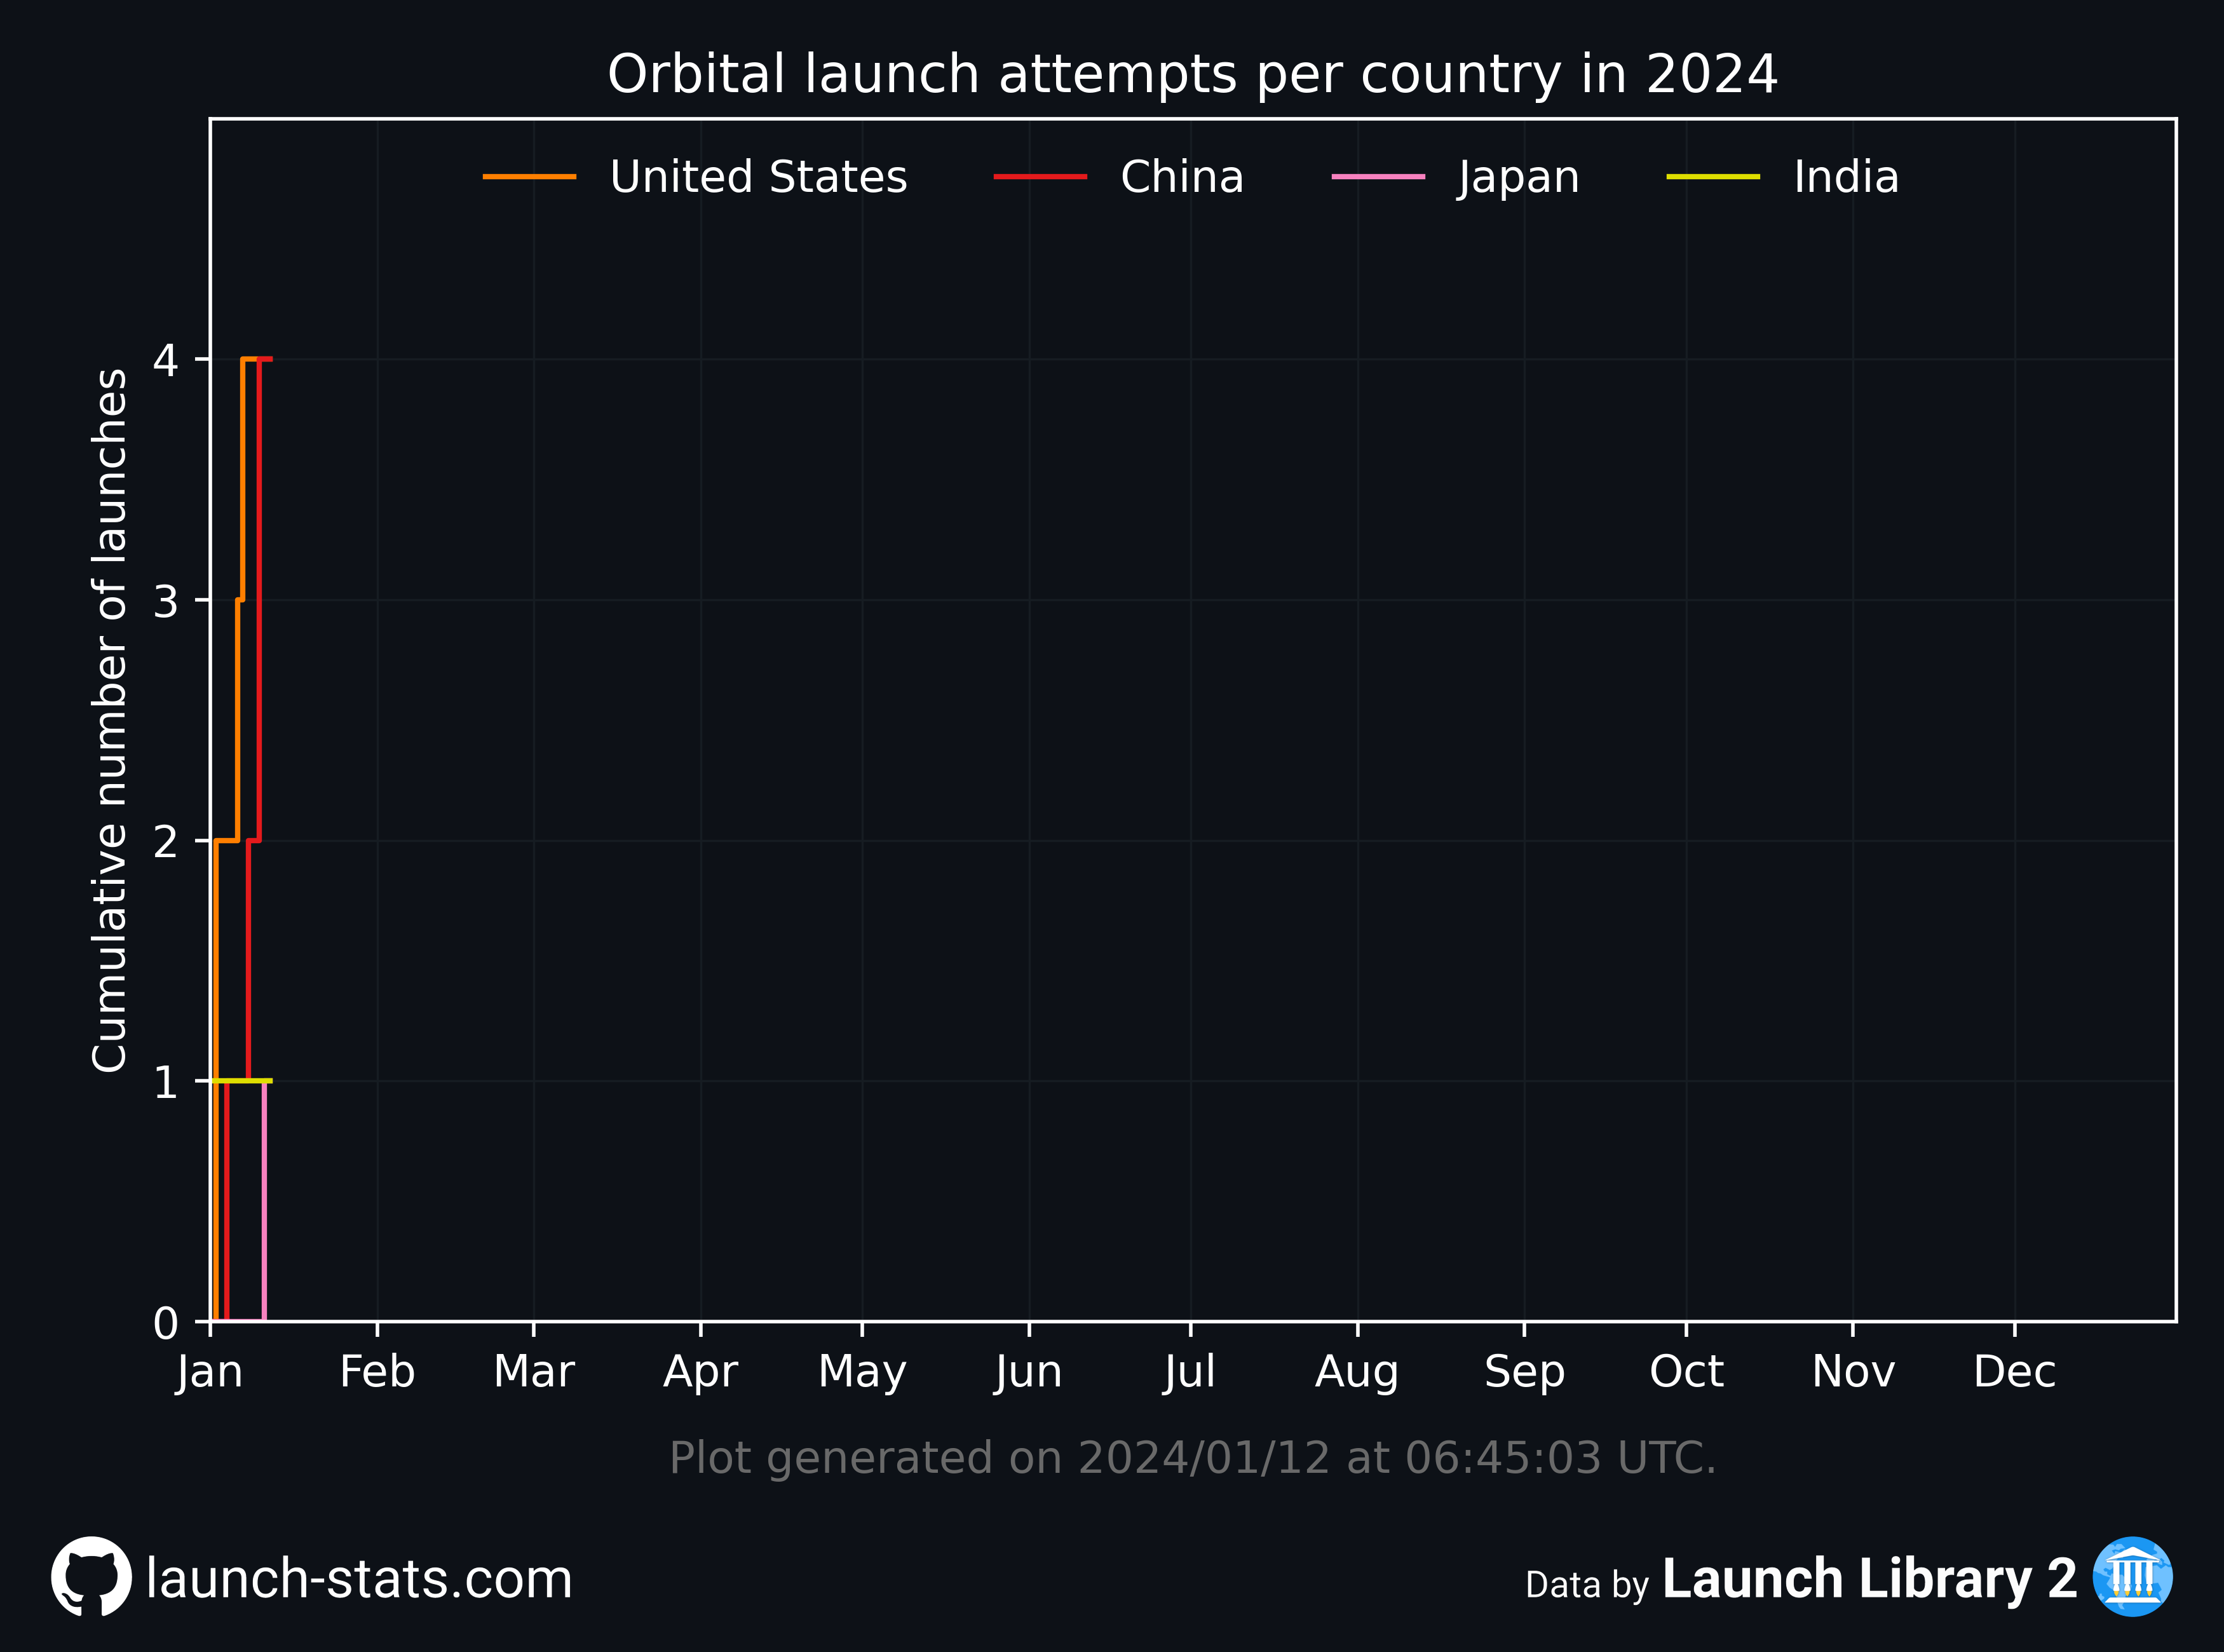 Orbital launch attempts per country in 2024
United States China Japan India
Cumulative number of launches
4
3
2
1
0
Jan Feb Mar Apr May Jun Jul Aug Sep Oct Nov Dec
Plot generated on 2024/01/12 at 06:45:03 UTC.
launch-stats.com
Data by Launch Library 2